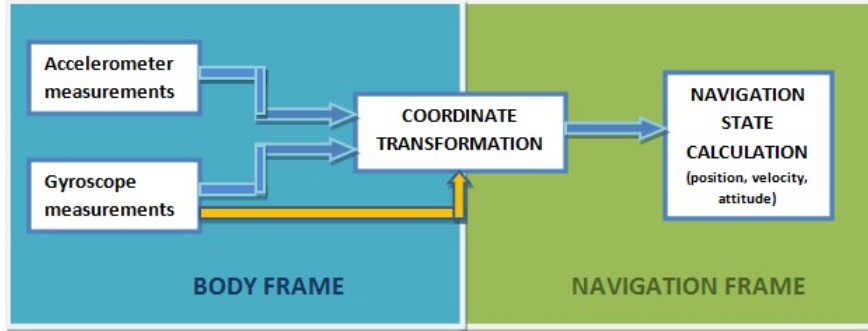 Accelerometer
measurements
Gyroscope
measurements
COORDINATE
TRANSFORMATION
NAVIGATION
STATE
CALCULATION
(position, velocity,
attitude)
BODY FRAME
NAVIGATION FRAME